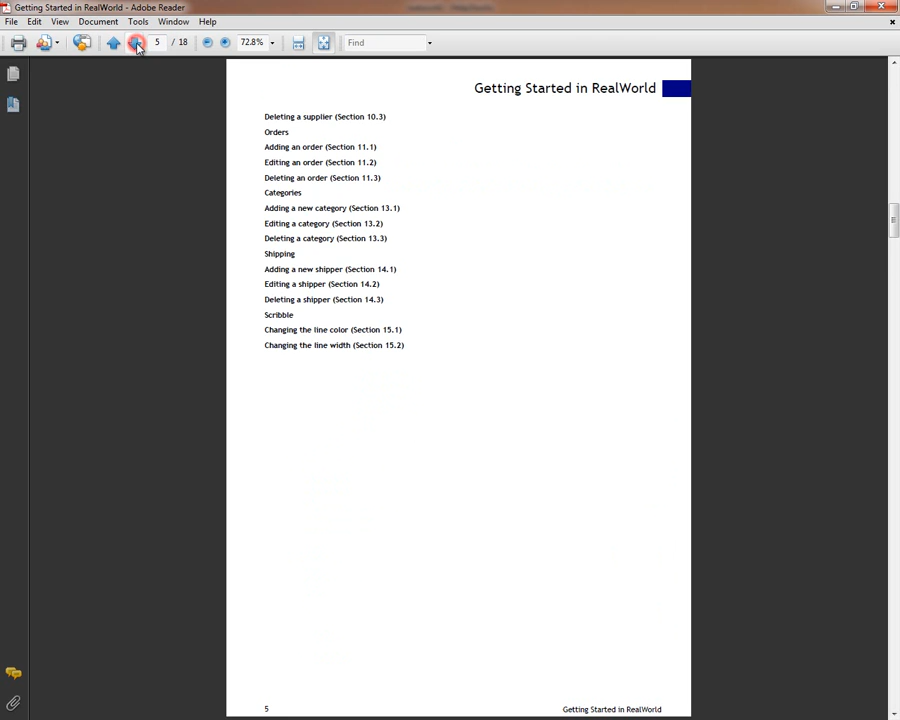 Getting Started in RealWorld - Adobe Reader
File Edit View Document Tools Window Help
5 / 18 72.8% Find
Getting Started in RealWorld
Deleting a supplier (Section 10.3)
Orders
Adding an order (Section 11.1)
Editing an order (Section 11.2)
Deleting an order (Section 11.3)
Categories
Adding a new category (Section 13.1)
Editing a category (Section 13.2)
Deleting a category (Section 13.3)
Shipping
Adding a new shipper (Section 14.1)
Editing a shipper (Section 14.2)
Deleting a shipper (Section 14.3)
Scribble
Changing the line color (Section 15.1)
Changing the line width (Section 15.2)
5 Getting Started in RealWorld